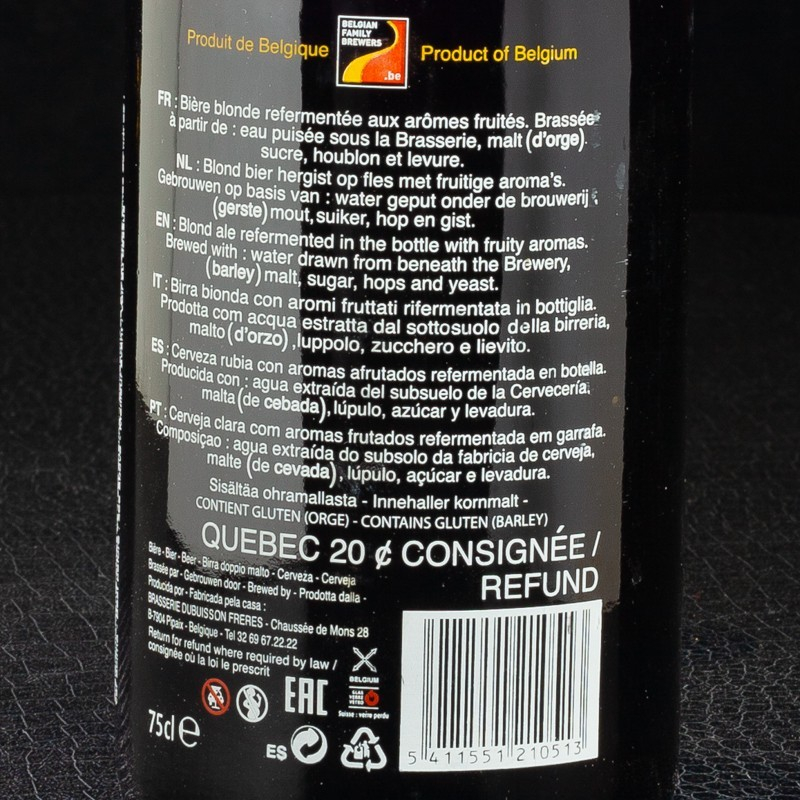 Produit de Belgique
BELGIAN
FAMILY
BREWERS
.be
Product of Belgium
FR : Bière blonde refermentée aux arômes fruités. Brassée
à partir de : eau puisée sous la Brasserie, malt (d'orge)
sucre, houblon et levure.
NL : Blond bier hergist op fles met fruitige aroma's.
Gebrouwen op basis van : water geput onder de brouwerij
(gerste) mout, suiker, hop en gist.
EN : Blond ale refermented in the bottle with fruity aromas.
Brewed with : water drawn from beneath the Brewery,
(barley) malt, sugar, hops and yeast.
IT : Birra bionda con aromi fruttati rifermentata in bottiglia.
Prodotta com acqua estratta dal sottosuolo della birreria,
malto (d'orzo) ,luppolo, zucchero e lievito.
ES : Cerveza rubia con aromas afrutados refermentada en botella.
Producida con : agua extraída del subsuelo de la Cervecería,
malta (de cebada), lúpulo, azúcar y levadura.
PT : Cerveja clara com aromas frutados refermentada em garrafa.
Composiçao : agua extraída do subsolo da fabricia de cerveja,
malte (de cevada), lúpulo, açúcar e levadura.
Sisältäa ohramallasta - Innehaller kornmalt -
CONTIENT GLUTEN (ORGE) - CONTAINS GLUTEN (BARLEY)
QUEBEC 20 ¢ CONSIGNÉE /
REFUND
Bière - Bier - Beer - Birra doppio malto - Cerveza - Cerveja
Brassée par - Gebrouwen door - Brewed by - Prodotta dalla -
Producida por - Fabricada pela casa :
BRASSERIE DUBUISSON FRERES - Chaussée de Mons 28
B-7904 Pipaix - Belgique - Tel 32 69 67.22.22
Return for refund where required by law /
consignée où la loi le prescrit
BELGIUM
EAC
GLAS
VERRE
VETRO
Suisse : verre perdu
75cl e
ES
5 411551 210513